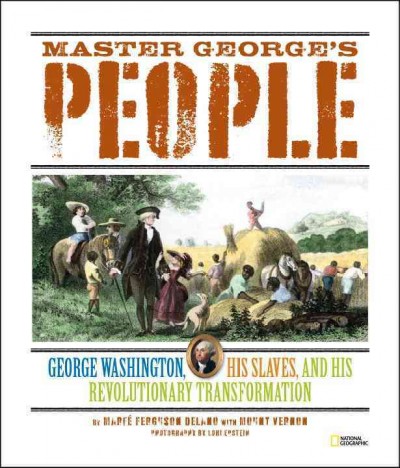 MASTER GEORGE'S
PEOPLE
GEORGE WASHINGTON, HIS SLAVES, AND HIS
REVOLUTIONARY TRANSFORMATION
BY MARFÉ FERGUSON DELANO WITH MOUNT VERNON
PHOTOGRAPHS BY LORI EPSTEIN
NATIONAL
GEOGRAPHIC